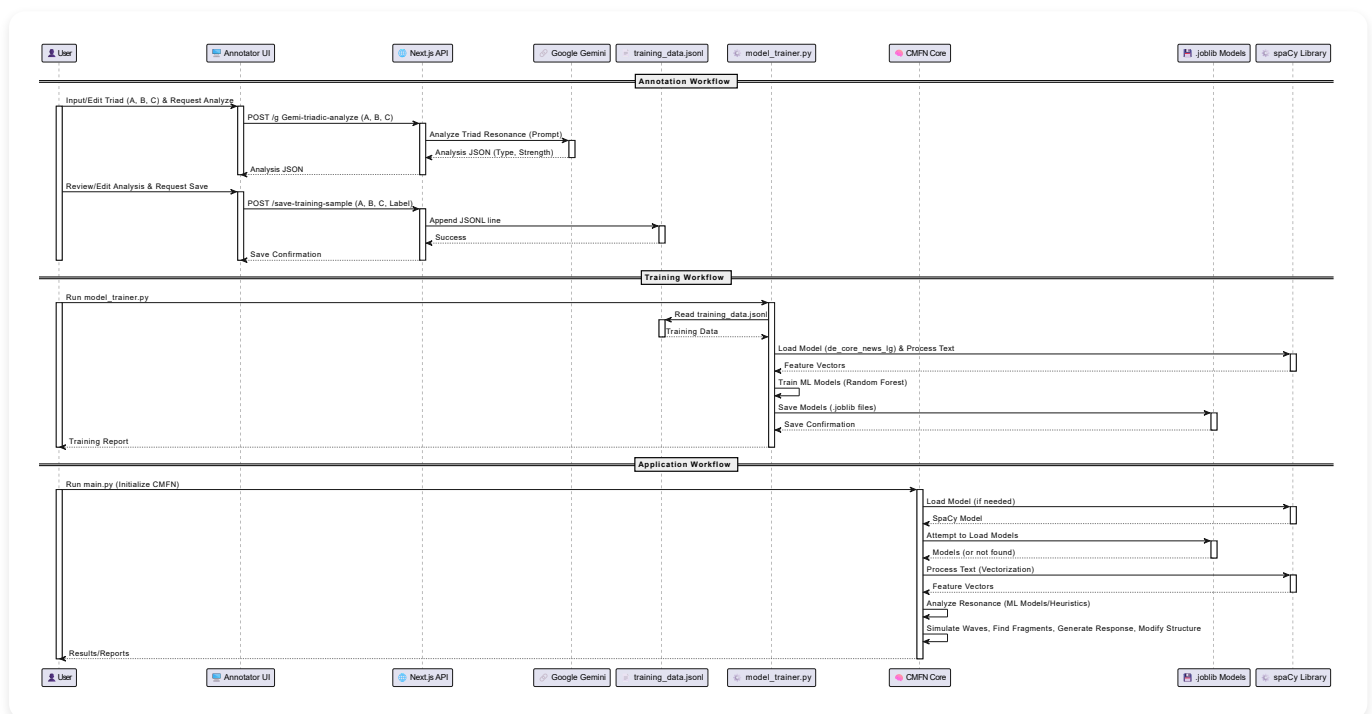 User
Annotator UI
Next.js API
Google Gemini
training_data.jsonl
model_trainer.py
CMFN Core
.joblib Models
spaCy Library
Annotation Workflow
Input/Edit Triad (A, B, C) & Request Analyze
POST /g Gemi-triadic-analyze (A, B, C)
Analyze Triad Resonance (Prompt)
Analysis JSON (Type, Strength)
Analysis JSON
Review/Edit Analysis & Request Save
POST /save-training-sample (A, B, C, Label)
Append JSONL line
Success
Save Confirmation
Training Workflow
Run model_trainer.py
Read training_data.jsonl
Training Data
Load Model (de_core_news_lg) & Process Text
Feature Vectors
Train ML Models (Random Forest)
Save Models (.joblib files)
Save Confirmation
Training Report
Application Workflow
Run main.py (Initialize CMFN)
Load Model (if needed)
SpaCy Model
Attempt to Load Models
Models (or not found)
Process Text (Vectorization)
Feature Vectors
Analyze Resonance (ML Models/Heuristics)
Simulate Waves, Find Fragments, Generate Response, Modify Structure
Results/Reports
User
Annotator UI
Next.js API
Google Gemini
training_data.jsonl
model_trainer.py
CMFN Core
.joblib Models
spaCy Library